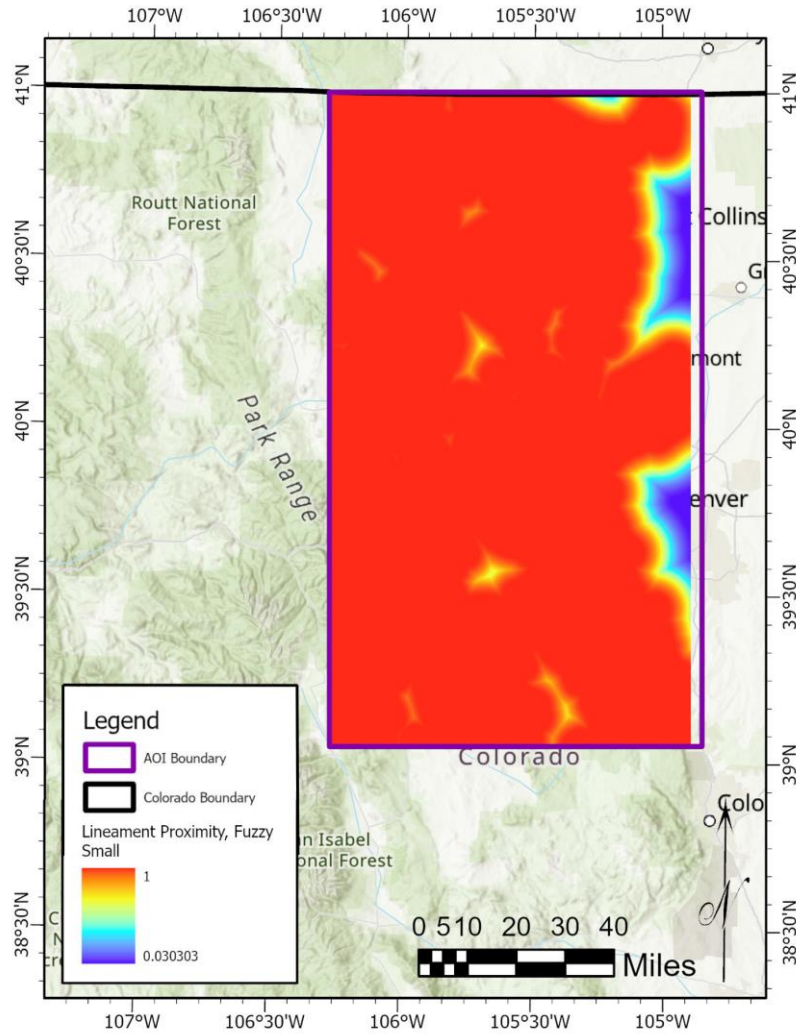 107°W 106°30'W 106°W 105°30'W 105°W
41°N
41°N
Routt National
Forest
Collins
40°30'N
40°30'N
G
mont
40°N
40°N
Park Range
enver
39°30'N
39°30'N
39°N
39°N
Colorado
Legend
AOI Boundary
Colorado Boundary
Lineament Proximity, Fuzzy
Small
1
0.030303
Colo
an Isabel
onal Forest
38°30'N
38°30'N
C
N
cre
0 5 10 20 30 40
Miles
N
107°W 106°30'W 106°W 105°30'W 105°W